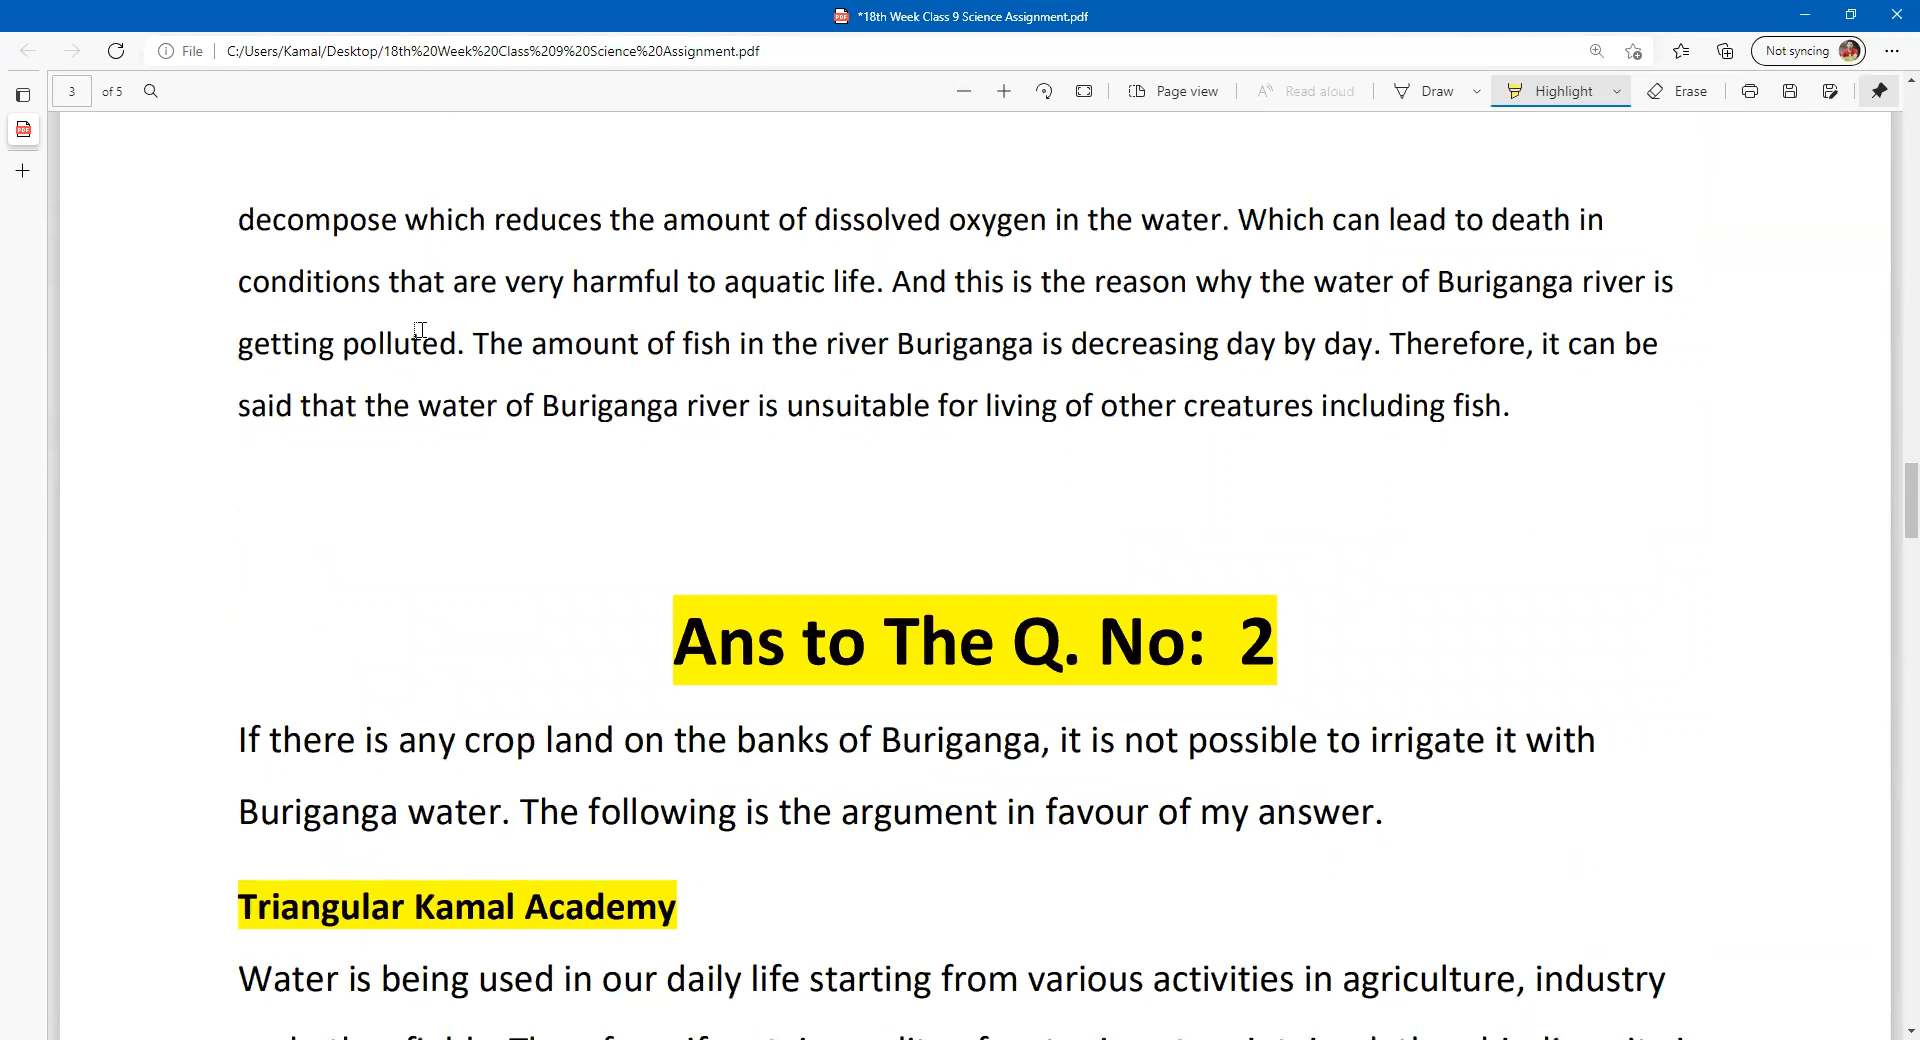 *18th Week Class 9 Science Assignment.pdf
File C:/Users/Kamal/Desktop/18th%20Week%20Class%209%20Science%20Assignment.pdf Not syncing
3 of 5 Page view Read aloud Draw Highlight Erase
decompose which reduces the amount of dissolved oxygen in the water. Which can lead to death in
conditions that are very harmful to aquatic life. And this is the reason why the water of Buriganga river is
getting polluted. The amount of fish in the river Buriganga is decreasing day by day. Therefore, it can be
said that the water of Buriganga river is unsuitable for living of other creatures including fish.
Ans to The Q. No: 2
If there is any crop land on the banks of Buriganga, it is not possible to irrigate it with
Buriganga water. The following is the argument in favour of my answer.
Triangular Kamal Academy
Water is being used in our daily life starting from various activities in agriculture, industry